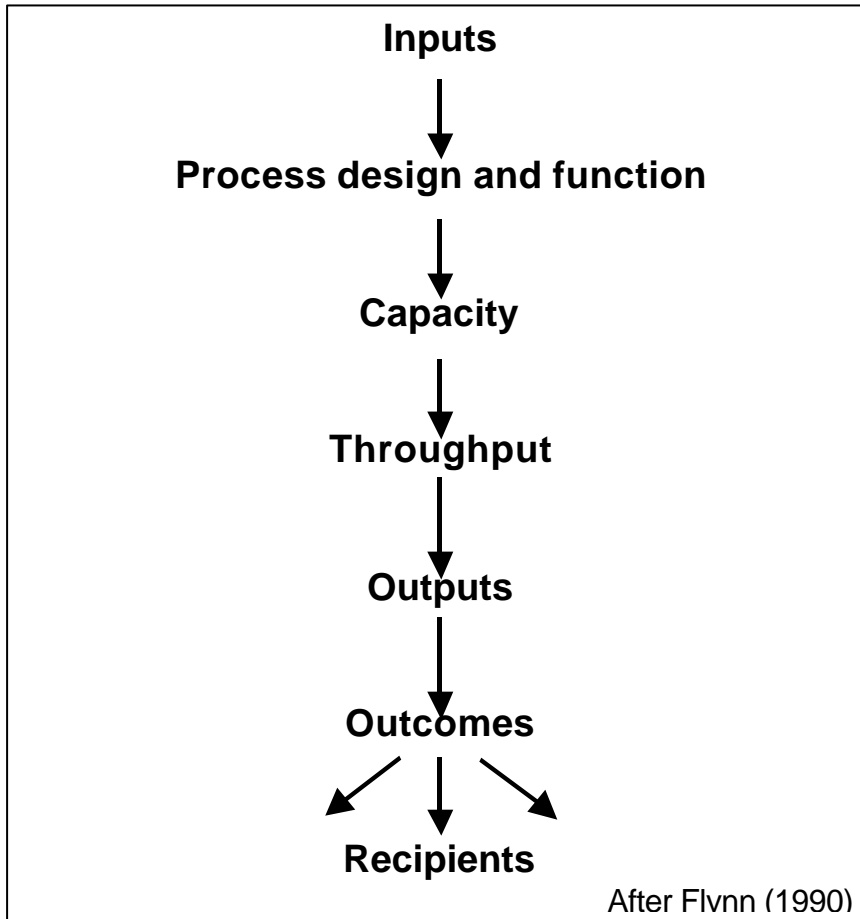 Inputs
Process design and function
Capacity
Throughput
Outputs
Outcomes
Recipients
After Flynn (1990)